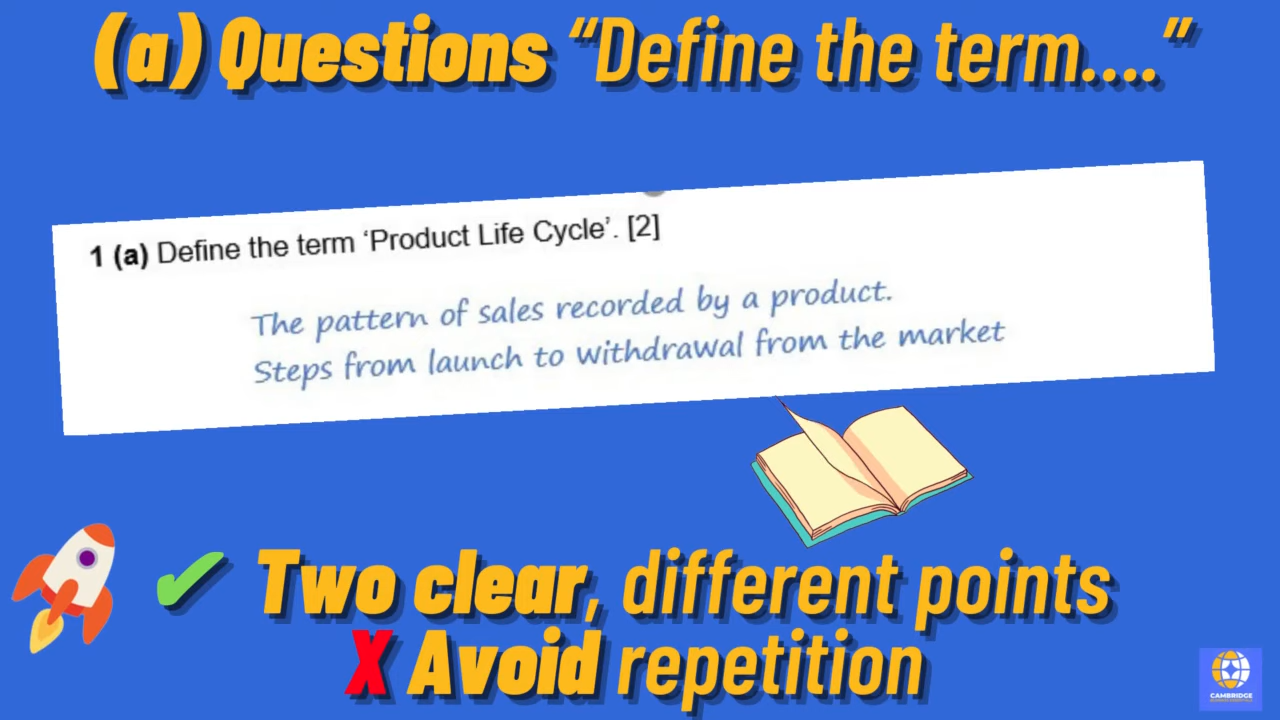 (a) Questions “Define the term....”
1 (a) Define the term ‘Product Life Cycle’. [2]
The pattern of sales recorded by a product.
Steps from launch to withdrawal from the market
✔ Two clear, different points
X Avoid repetition
CAMBRIDGE